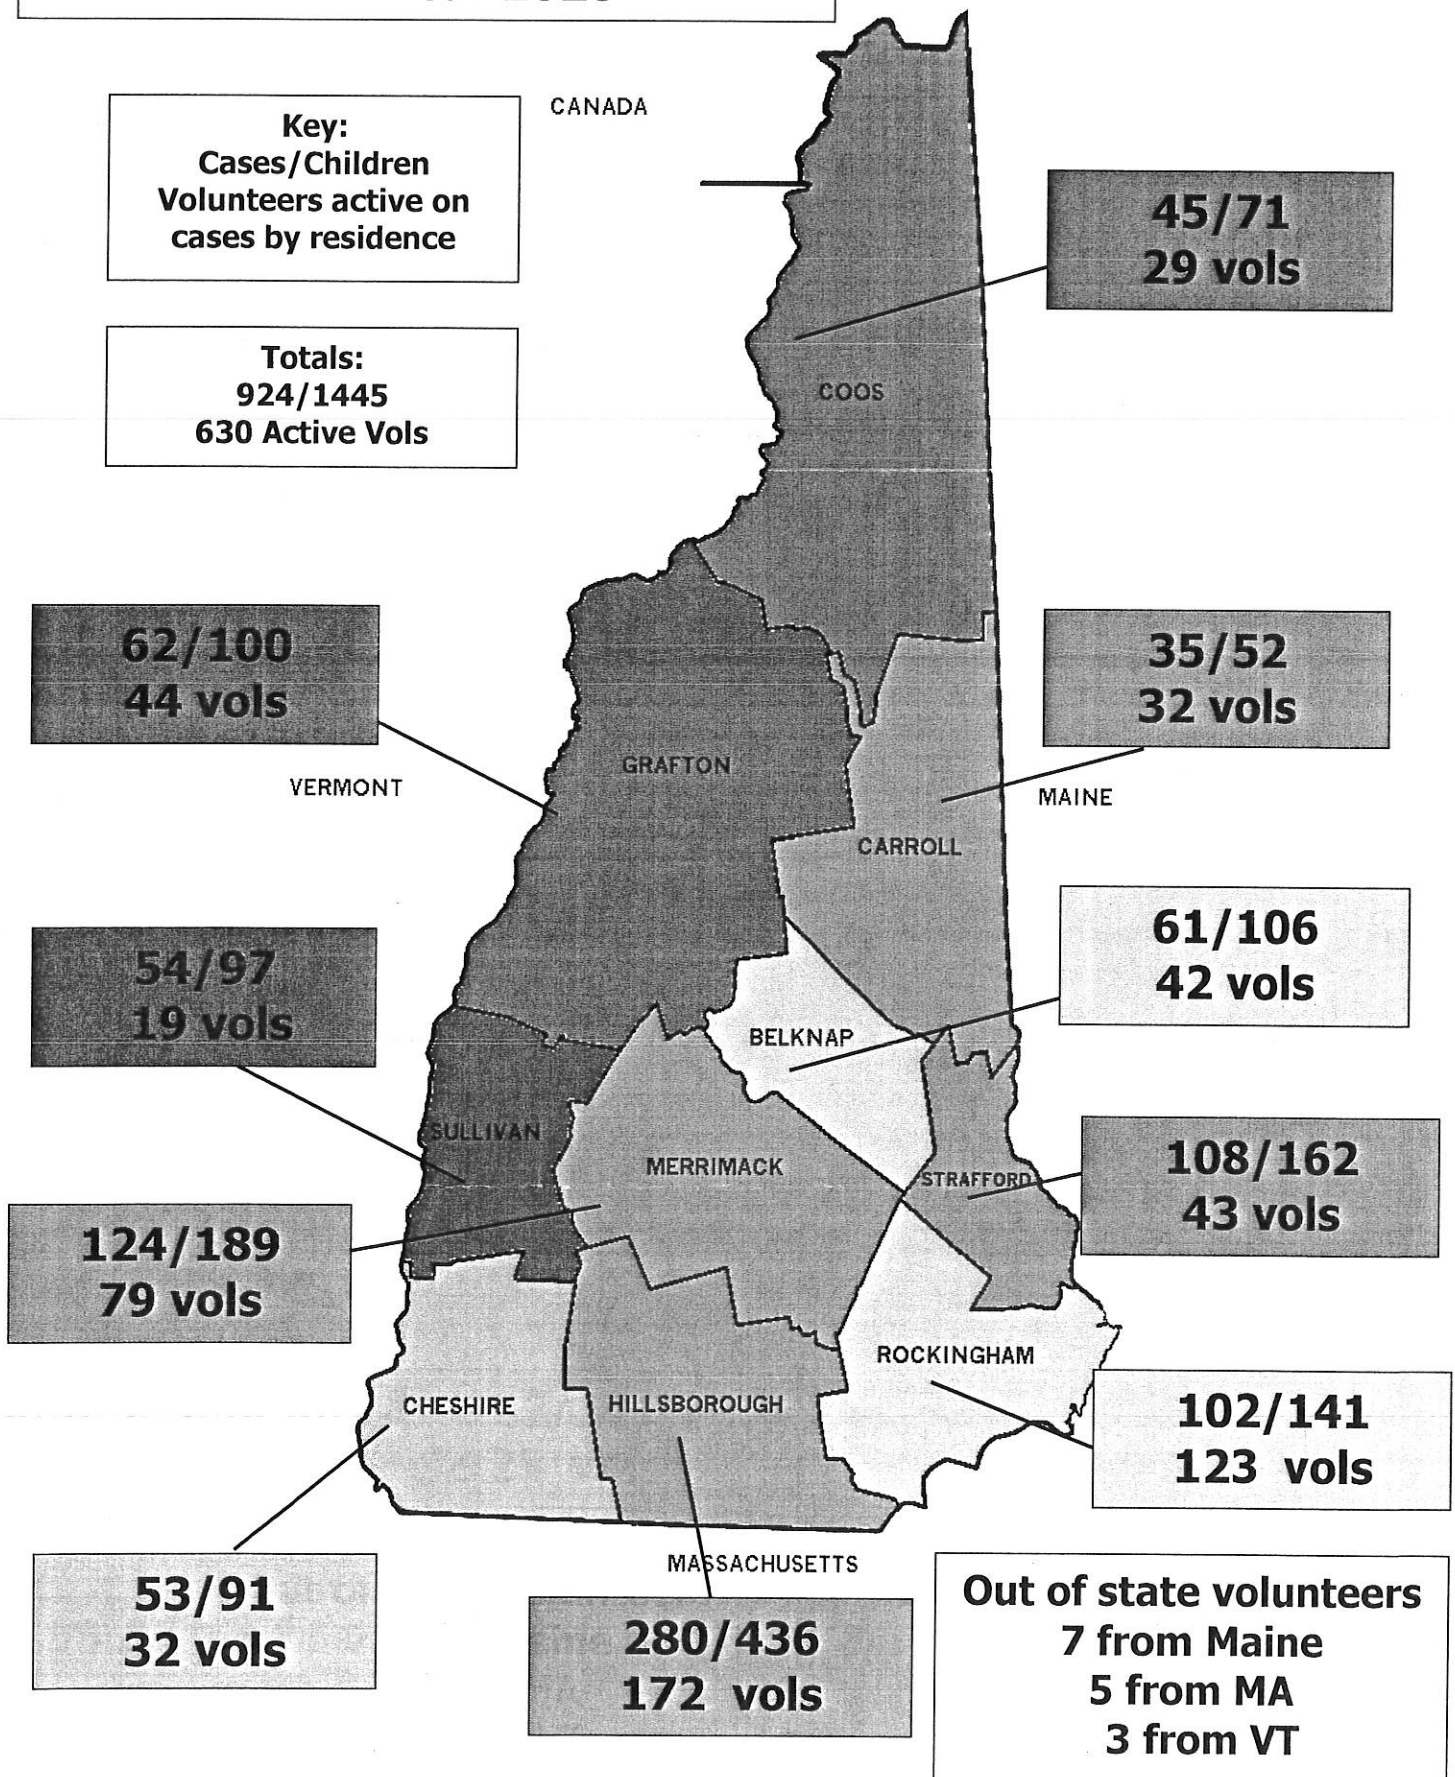 CANADA
Key:
Cases/Children
Volunteers active on
cases by residence
45/71
29 vols
Totals:
924/1445
630 Active Vols
COOS
62/100
44 vols
35/52
32 vols
GRAFTON
VERMONT
MAINE
CARROLL
61/106
42 vols
54/97
19 vols
BELKNAP
SULLIVAN
MERRIMACK
STRAFFORD
108/162
43 vols
124/189
79 vols
ROCKINGHAM
CHESHIRE
HILLSBOROUGH
102/141
123 vols
MASSACHUSETTS
53/91
32 vols
280/436
172 vols
Out of state volunteers
7 from Maine
5 from MA
3 from VT